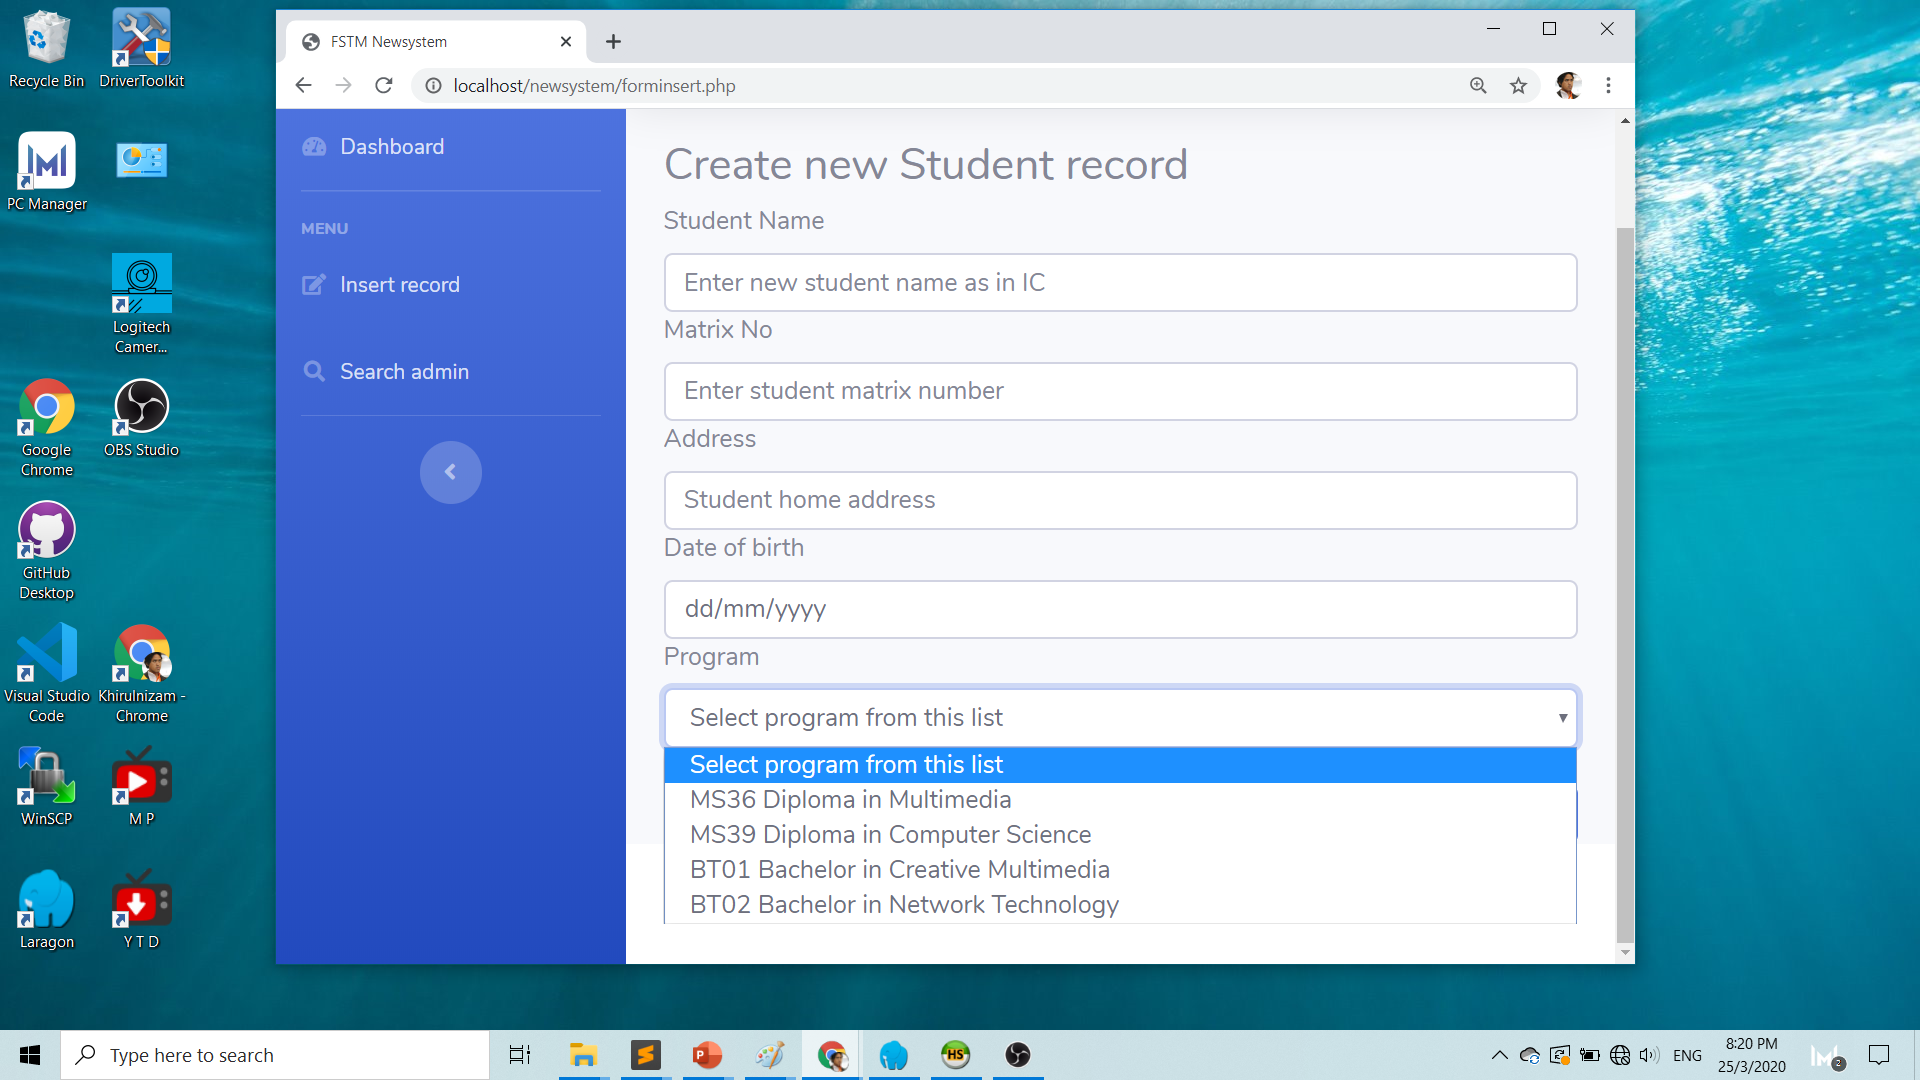 Recycle Bin
DriverToolkit
PC Manager
Logitech
Camer...
Google
Chrome
OBS Studio
GitHub
Desktop
Visual Studio
Code
Khirulnizam -
Chrome
WinSCP
M P
Laragon
Y T D
FSTM Newsystem
localhost/newsystem/forminsert.php
Dashboard
MENU
Insert record
Search admin
Create new Student record
Student Name
Enter new student name as in IC
Matrix No
Enter student matrix number
Address
Student home address
Date of birth
dd/mm/yyyy
Program
Select program from this list
Select program from this list
MS36 Diploma in Multimedia
MS39 Diploma in Computer Science
BT01 Bachelor in Creative Multimedia
BT02 Bachelor in Network Technology
Type here to search
HS
ENG
8:20 PM
25/3/2020
2